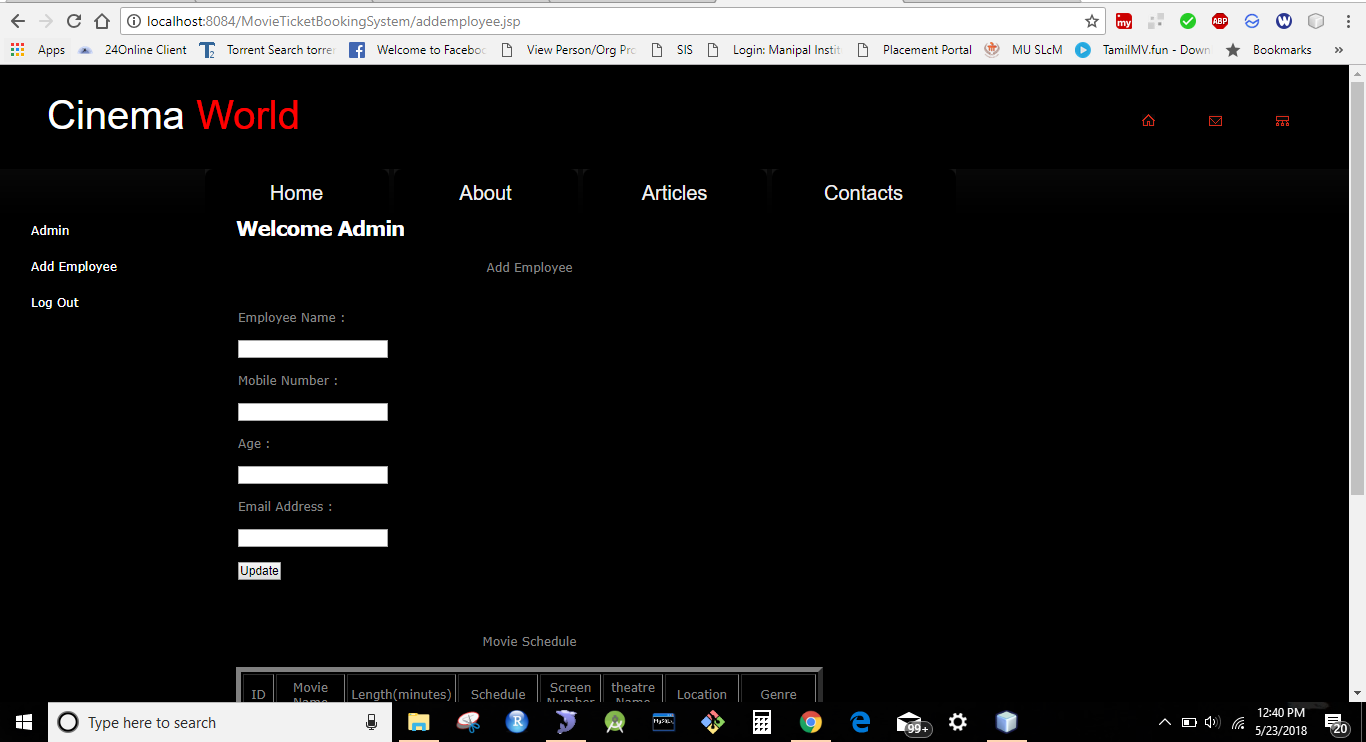 localhost:8084/MovieTicketBookingSystem/addemployee.jsp
my
ABP
W
Apps
24Online Client
Torrent Search torre
Welcome to Faceboo
View Person/Org Pro
SIS
Login: Manipal Instit
Placement Portal
MU SLcM
TamilMV.fun - Down
Bookmarks
»
Cinema World
Home
About
Articles
Contacts
Admin
Add Employee
Log Out
Welcome Admin
Add Employee
Employee Name :
Mobile Number :
Age :
Email Address :
Update
Movie Schedule
ID
Movie
Name
Length(minutes)
Schedule
Screen
Number
theatre
Name
Location
Genre
Type here to search
R
MySQL
99+
12:40 PM
5/23/2018
20